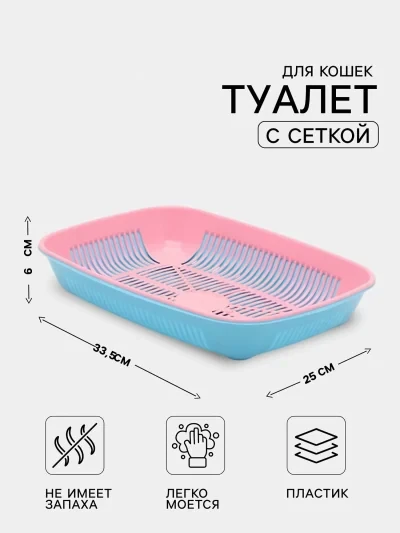 ДЛЯ КОШЕК
ТУАЛЕТ
С СЕТКОЙ
6 СМ
33,5СМ
25 СМ
НЕ ИМЕЕТ
ЗАПАХА
ЛЕГКО
МОЕТСЯ
ПЛАСТИК